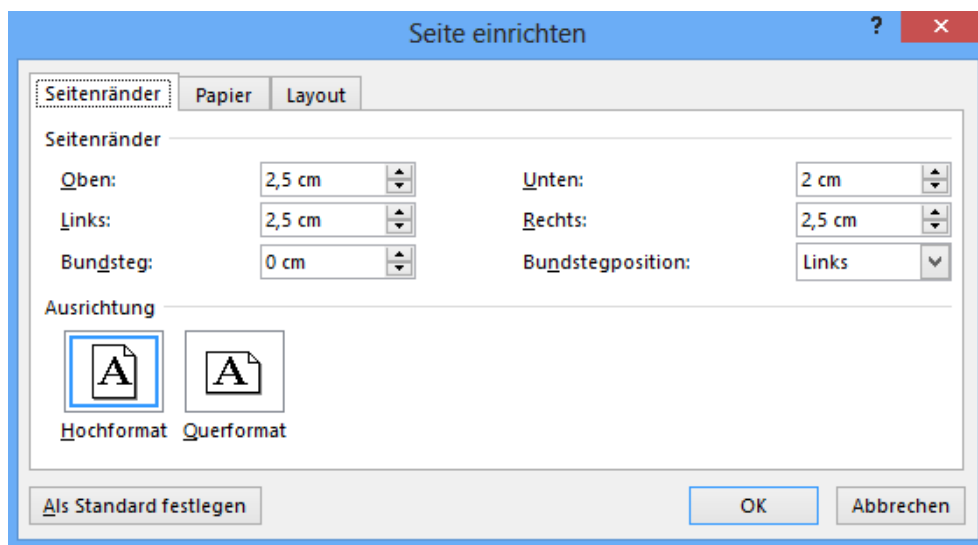 Seite einrichten ?
Seitenränder Papier Layout
Seitenränder
Oben: 2,5 cm Unten: 2 cm
Links: 2,5 cm Rechts: 2,5 cm
Bundsteg: 0 cm Bundstegposition: Links
Ausrichtung
A A
Hochformat Querformat
Als Standard festlegen OK Abbrechen